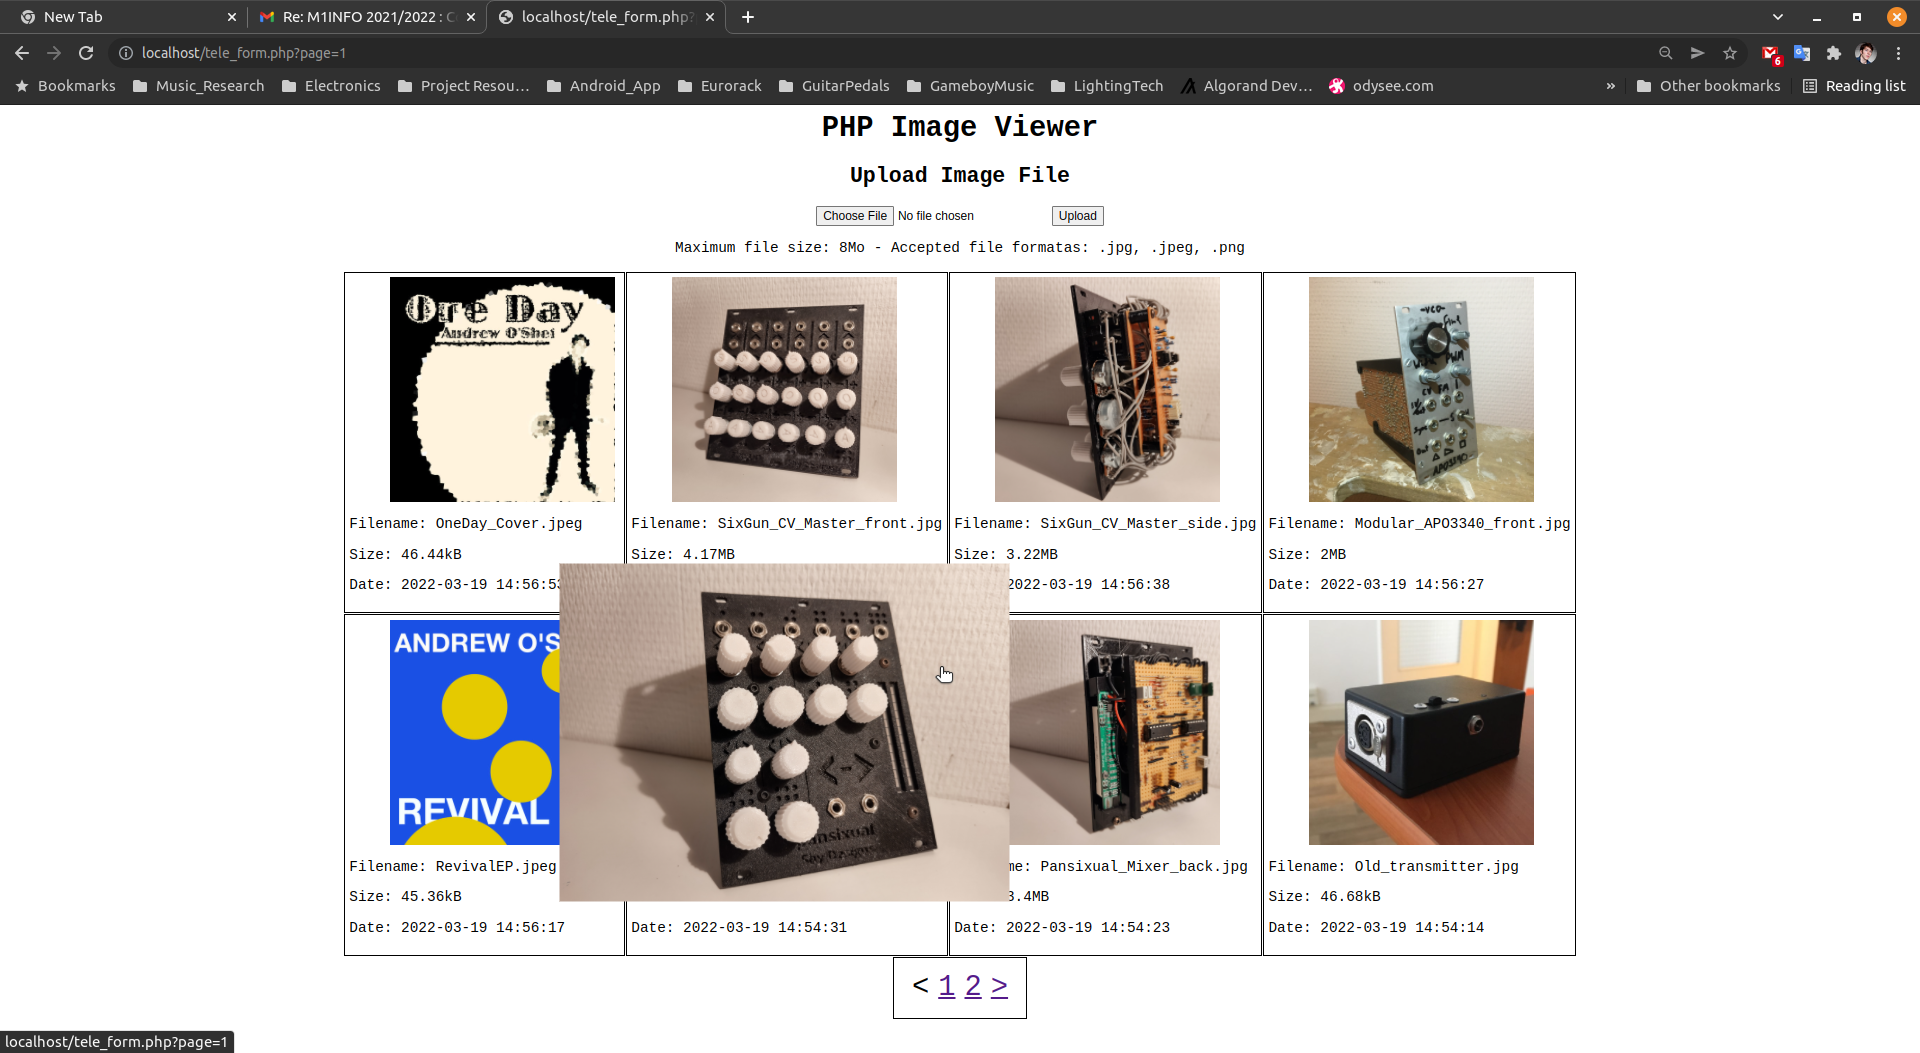 New Tab
Re: M1INFO 2021/2022 : C
localhost/tele_form.php?
localhost/tele_form.php?page=1
6
Bookmarks
Music_Research
Electronics
Project Resou…
Android_App
Eurorack
GuitarPedals
GameboyMusic
LightingTech
Algorand Dev…
odysee.com
»
Other bookmarks
Reading list
PHP Image Viewer
Upload Image File
Choose File No file chosen Upload
Maximum file size: 8Mo - Accepted file formatas: .jpg, .jpeg, .png
One Day
Andrew O'Shei
-VCO-
Fine
PWM
APO3340
Filename: OneDay_Cover.jpeg
Size: 46.44kB
Date: 2022-03-19 14:56:53
Filename: SixGun_CV_Master_front.jpg
Size: 4.17MB
Filename: SixGun_CV_Master_side.jpg
Size: 3.22MB
2022-03-19 14:56:38
Filename: Modular_APO3340_front.jpg
Size: 2MB
Date: 2022-03-19 14:56:27
ANDREW O'S
REVIVAL
Filename: RevivalEP.jpeg
Size: 45.36kB
Date: 2022-03-19 14:56:17
<-->
Pansixual
Date: 2022-03-19 14:54:31
me: Pansixual_Mixer_back.jpg
3.4MB
Date: 2022-03-19 14:54:23
Filename: Old_transmitter.jpg
Size: 46.68kB
Date: 2022-03-19 14:54:14
< 1 2 >
localhost/tele_form.php?page=1